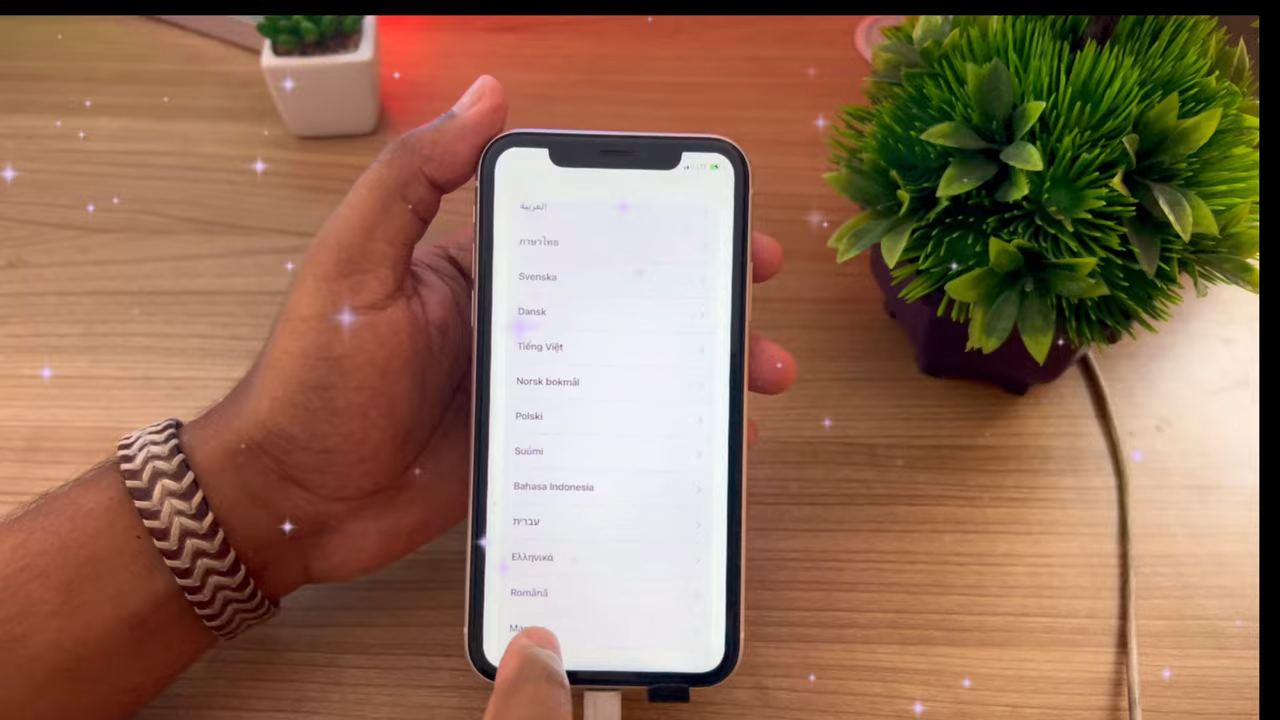 LTE
العربية
ภาษาไทย
Svenska
Dansk
Tiếng Việt
Norsk bokmål
Polski
Suomi
Bahasa Indonesia
עברית
Ελληνικά
Română